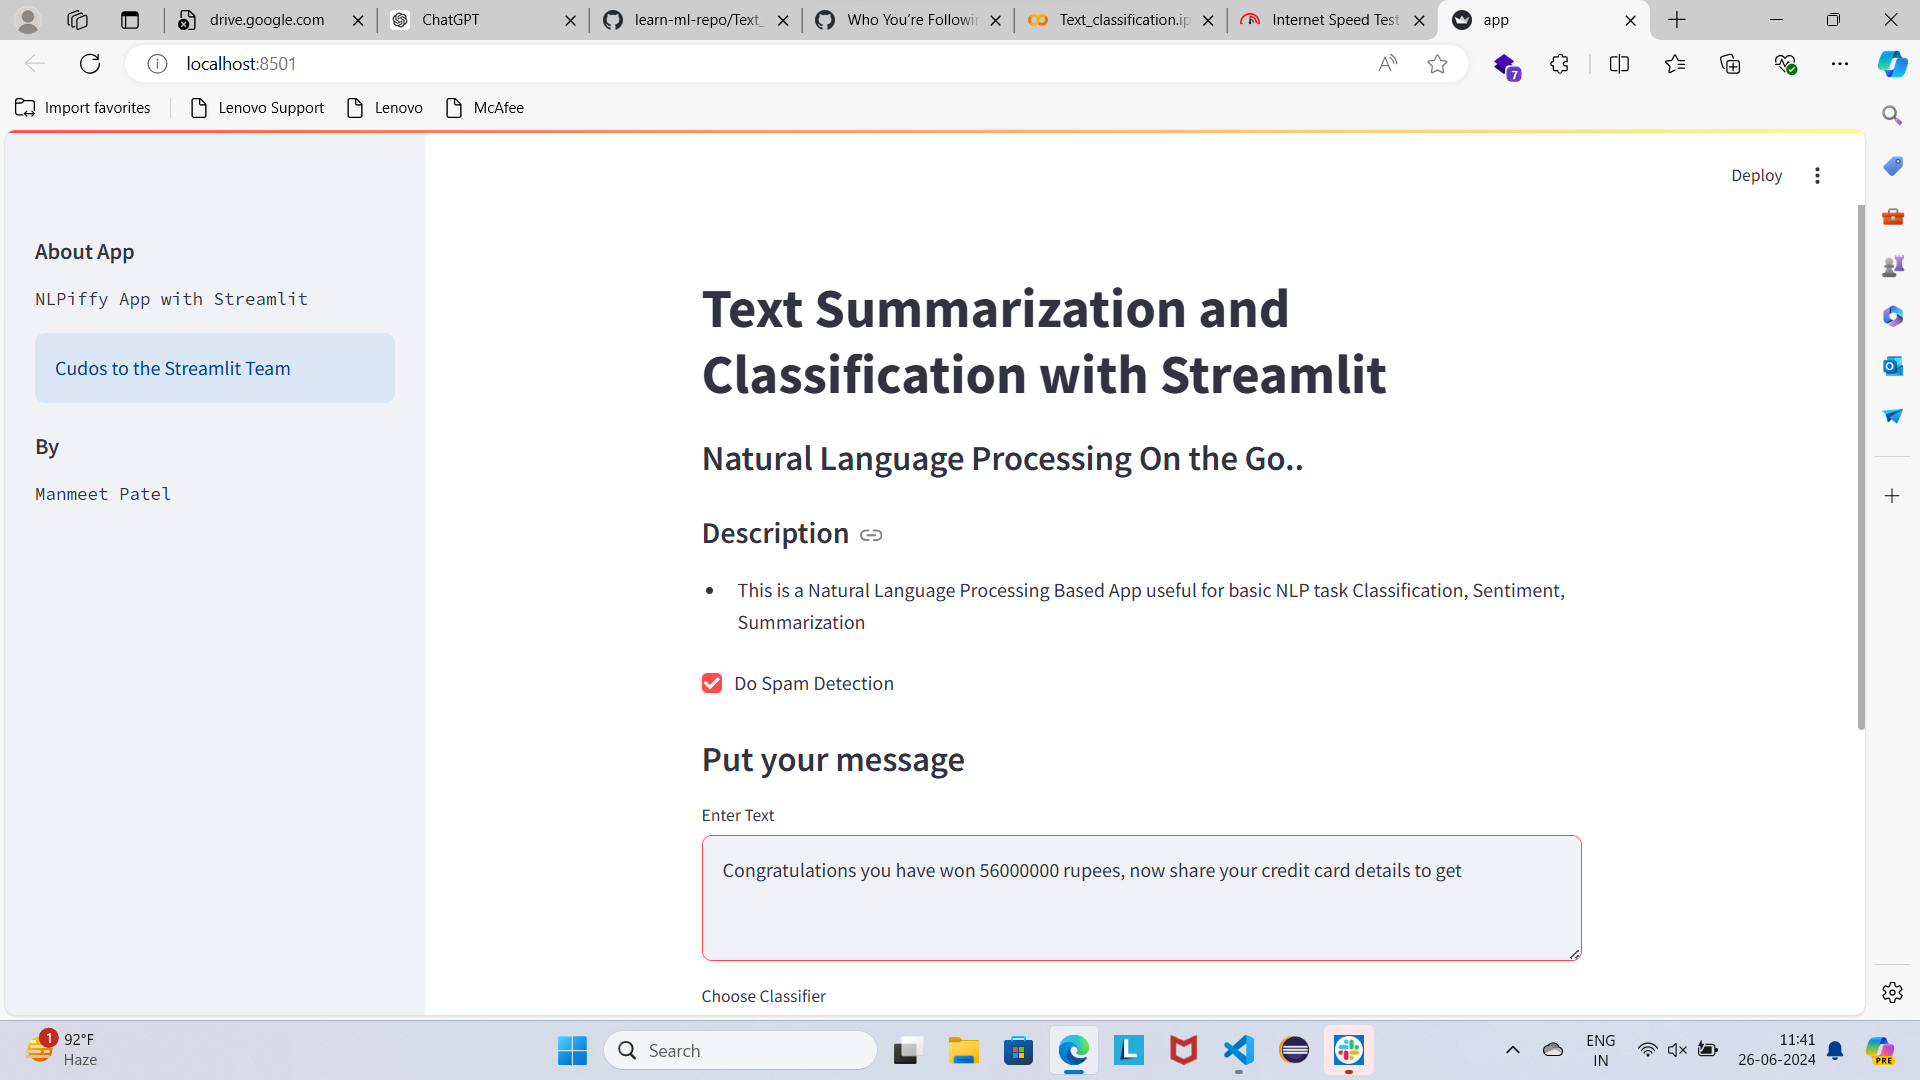 drive.google.com
ChatGPT
learn-ml-repo/Text_
Who You're Followin
Text_classification.ip
Internet Speed Test
app
localhost:8501
7
Import favorites
Lenovo Support
Lenovo
McAfee
Deploy
About App
NLPiffy App with Streamlit
Cudos to the Streamlit Team
By
Manmeet Patel
Text Summarization and
Classification with Streamlit
Natural Language Processing On the Go..
Description
This is a Natural Language Processing Based App useful for basic NLP task Classification, Sentiment,
Summarization
Do Spam Detection
Put your message
Enter Text
Congratulations you have won 56000000 rupees, now share your credit card details to get
Choose Classifier
1
92°F
Haze
Search
L
ENG
IN
11:41
26-06-2024
PRE